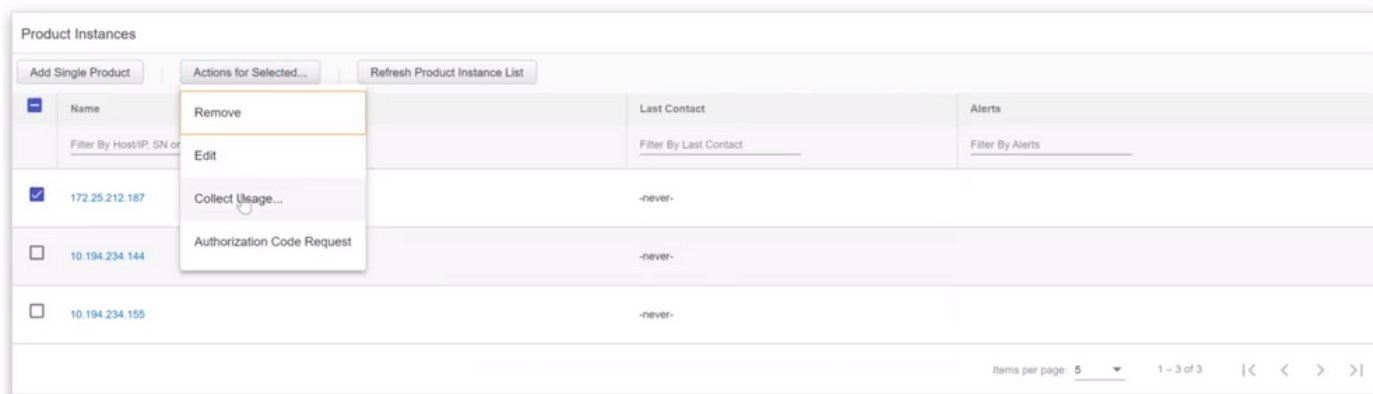 Product Instances
Add Single Product Actions for Selected... Refresh Product Instance List
Name Last Contact Alerts
Remove
Filter By Host/IP, SN or Filter By Last Contact Filter By Alerts
Edit
172.25.212.187 Collect Usage... -never-
Authorization Code Request
10.194.234.144 -never-
10.194.234.155 -never-
Items per page: 5 1 – 3 of 3